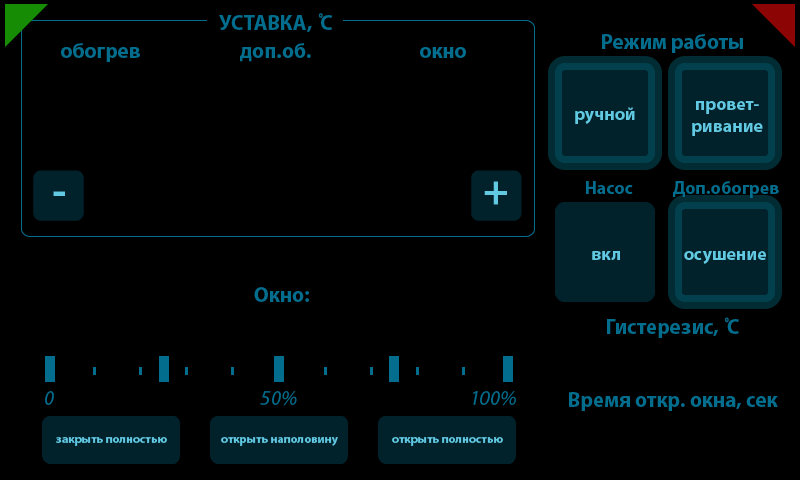 УСТАВКА, °С
обогрев доп.об. окно
- +
Режим работы
ручной
провет-
ривание
Насос Доп.обогрев
вкл
осушение
Гистерезис, °С
Время откр. окна, сек
Окно:
0 50% 100%
закрыть полностью
открыть наполовину
открыть полностью